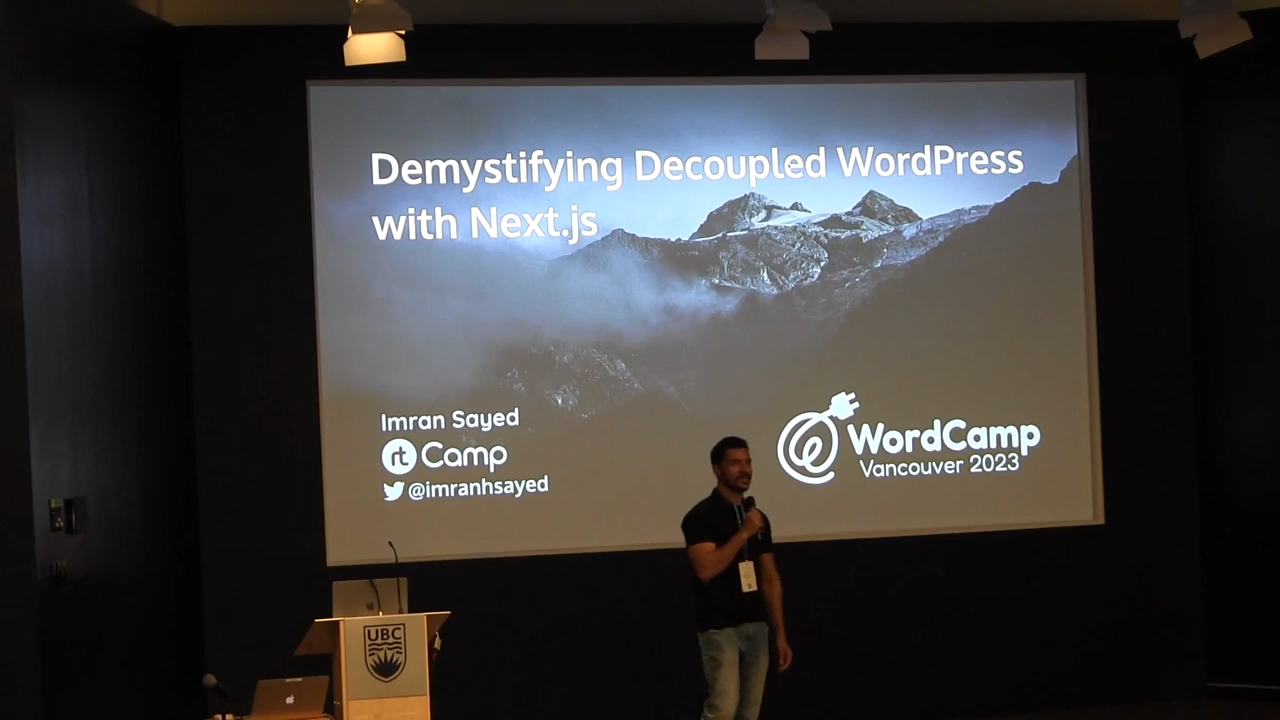 Demystifying Decoupled WordPress
with Next.js
Imran Sayed
rt Camp
@imranhsayed
WordCamp
Vancouver 2023
UBC